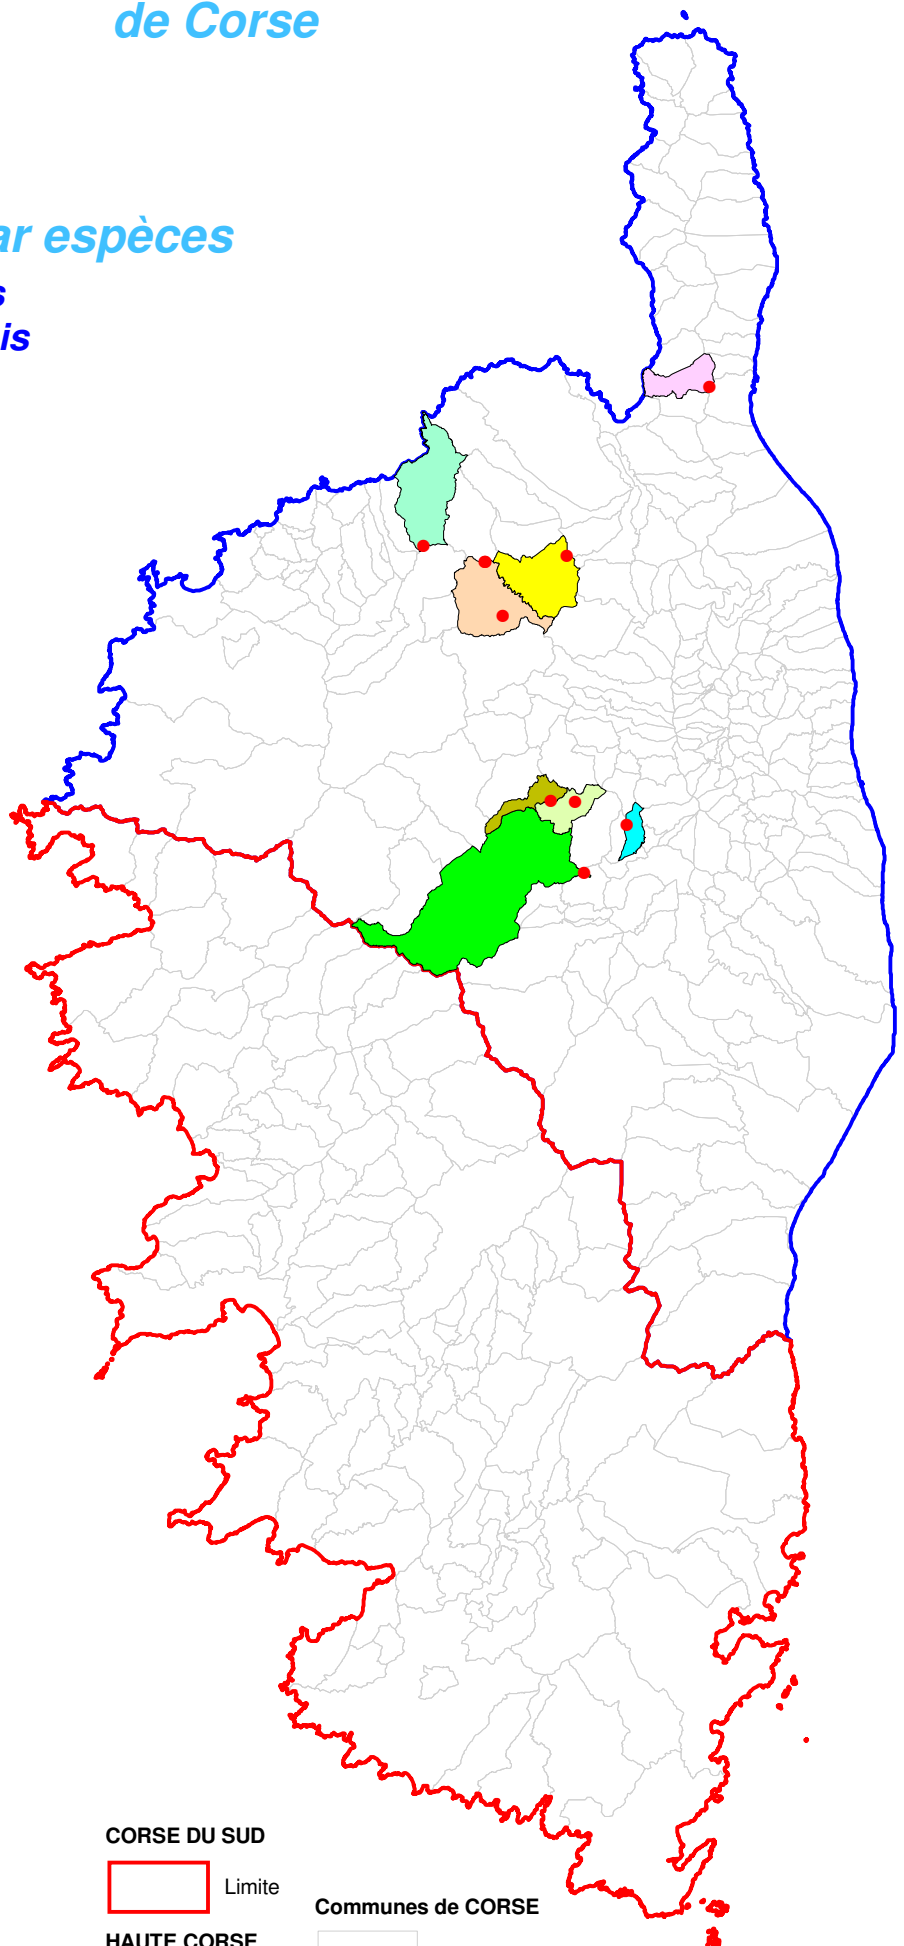 de Corse
ar espèces
s
is
CORSE DU SUD
Limite
Communes de CORSE
HAUTE CORSE